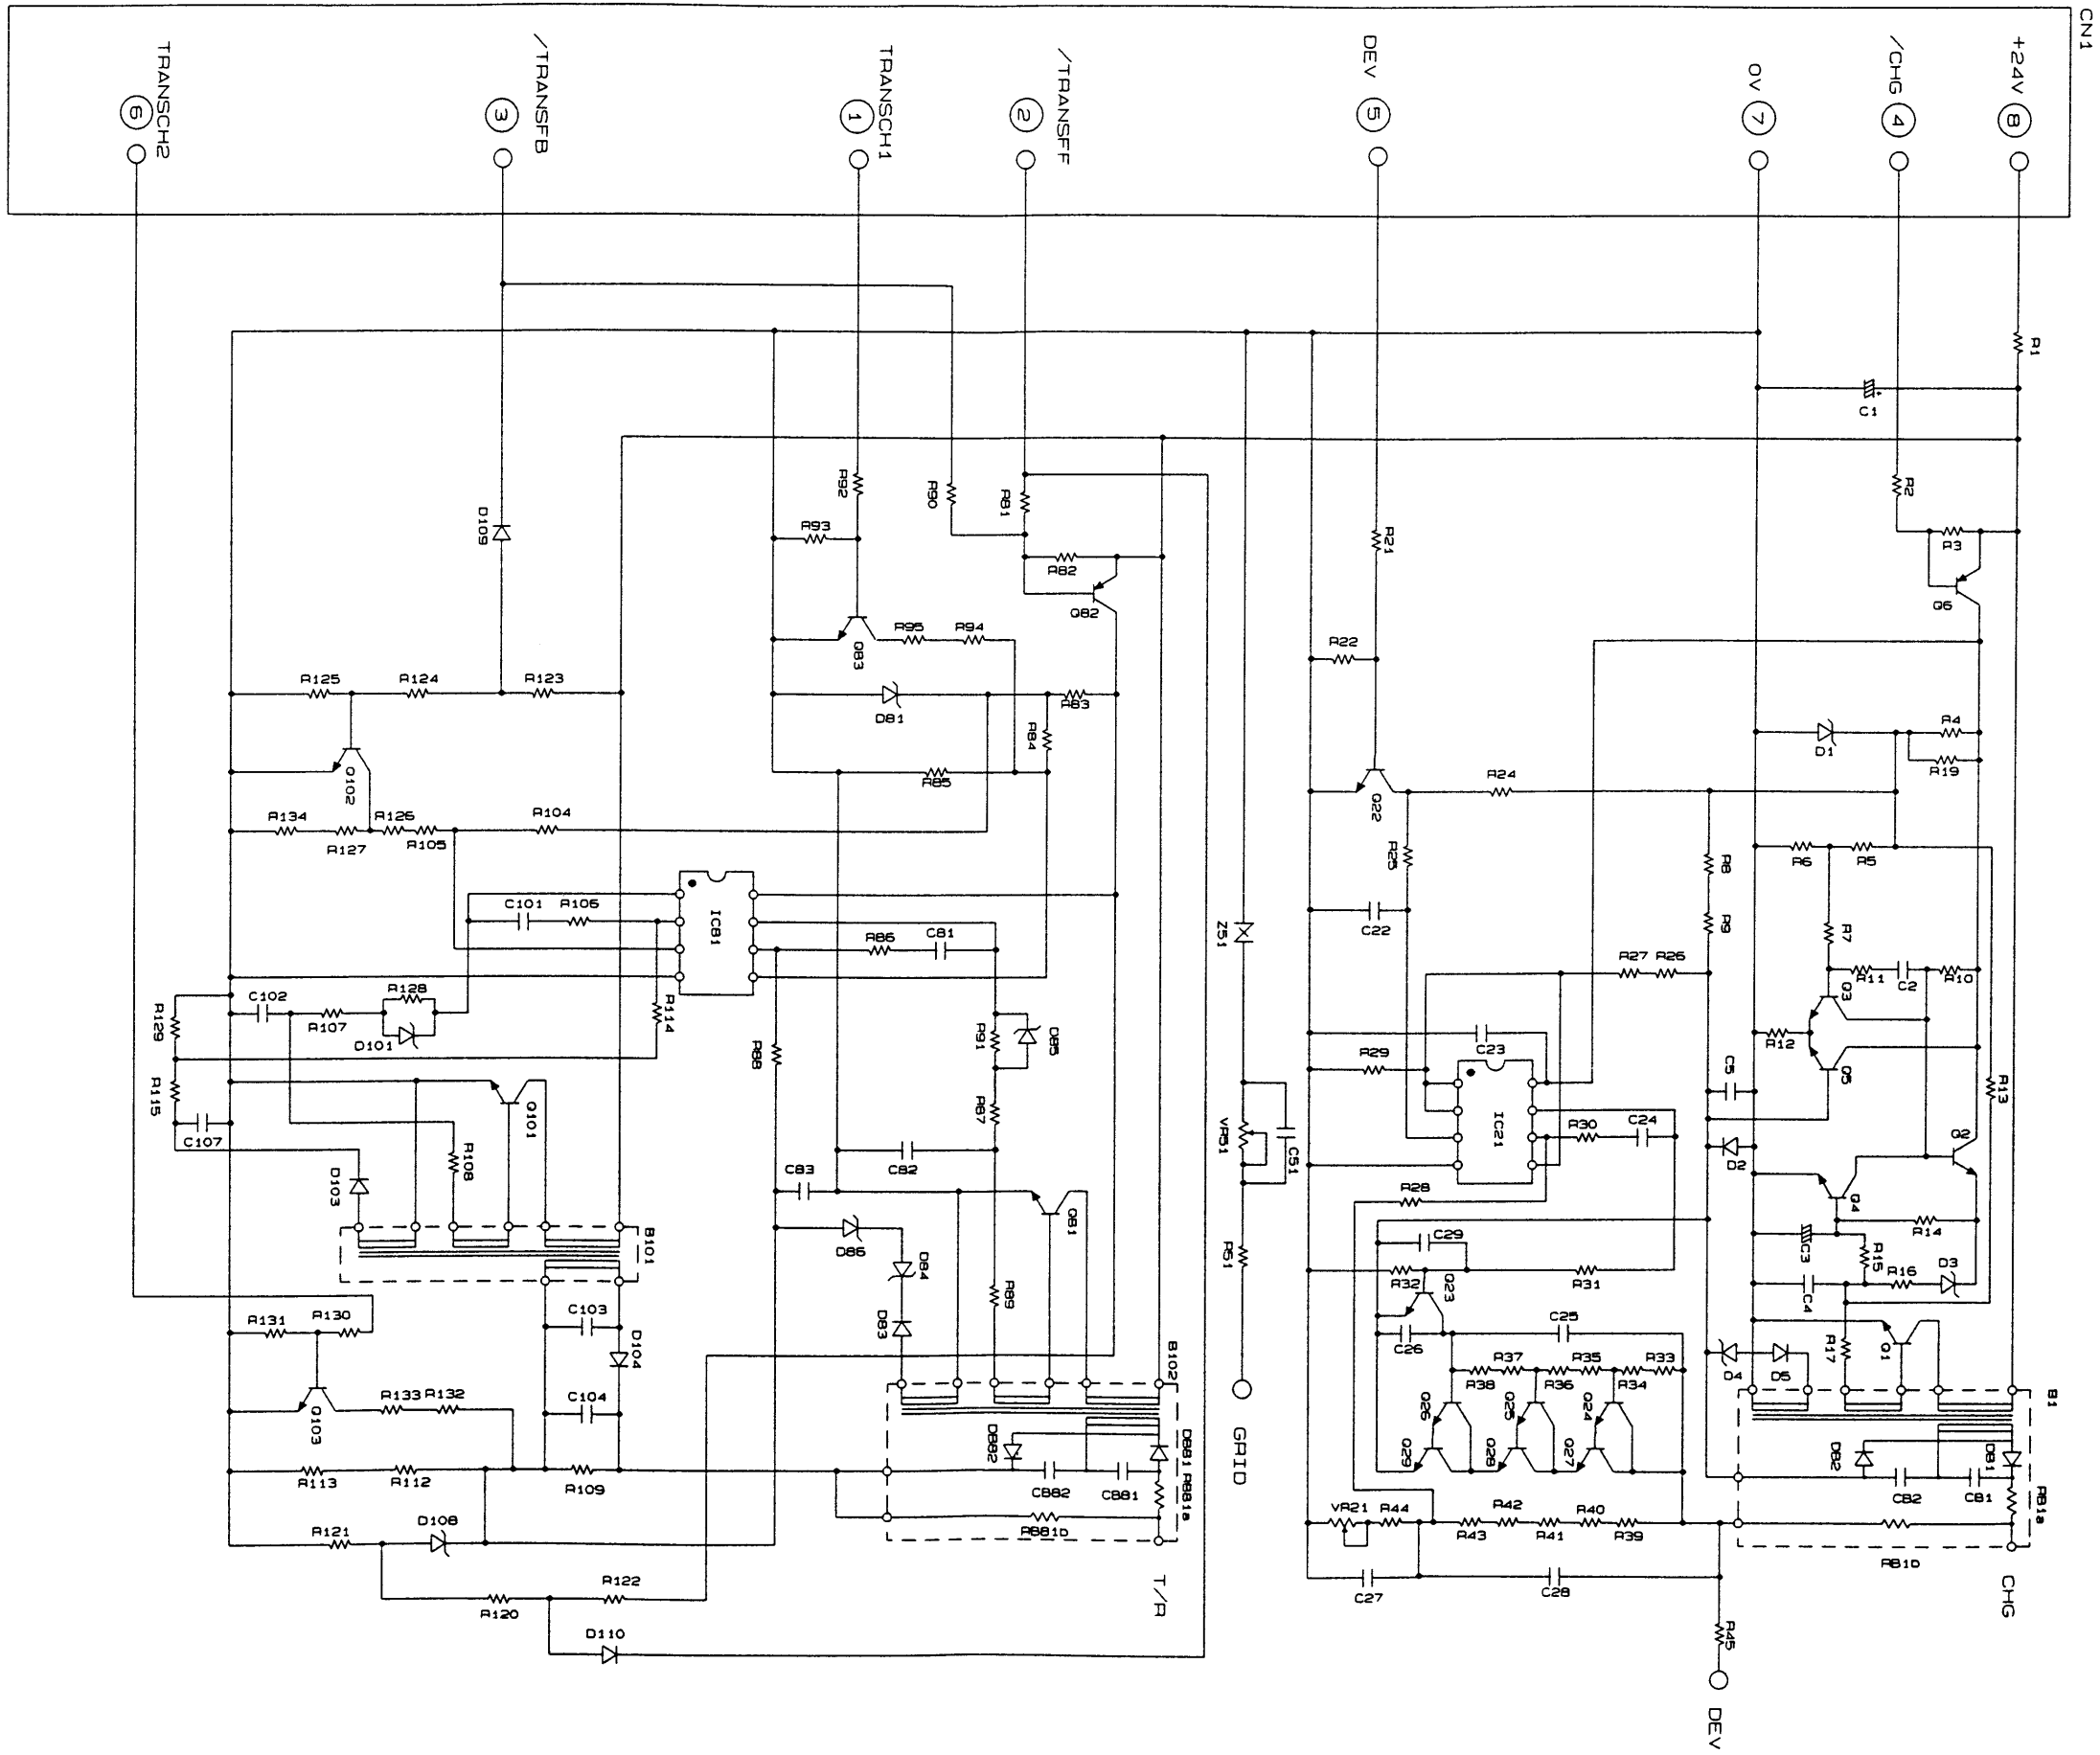 CN1
+24V
8
/CHG
4
0V
7
DEV
5
/TRANSFF
2
TRANSCH1
1
/TRANSFB
3
TRANSCH2
6
R1
C1
R2
R3
Q6
R4
R19
D1
R5
R6
R7
R8
R9
R10
C2
R11
Q3
R12
Q5
R13
C5
Q2
D2
Q4
R14
C3
R15
R16
D3
C4
R17
Q1
D4
D5
B1
DB1
DB2
CB1
CB2
RB1a
RB1b
CHG
R21
R22
Q22
R24
R25
C22
R27
R26
C23
R29
IC21
R30
C24
R28
C29
R32
Q23
R31
C26
C25
R38
R37
R36
R35
R34
R33
Q26
Q25
Q24
Q29
Q28
Q27
VR21
R44
R43
R42
R41
R40
R39
C27
C28
R45
DEV
Z51
VR51
C51
R51
GRID
R92
R93
R90
R81
R82
Q82
Q83
R95
R94
D81
R83
R84
R85
IC81
R86
C81
R88
R91
D85
R87
C82
C83
Q81
D86
D84
D83
R89
B102
DB82
DB81
RB81a
CB82
CB81
RB81b
T/R
D109
R125
R124
R123
Q102
R134
R127
R126
R105
R104
C101
R106
R128
C102
R107
D101
R114
R129
R115
C107
Q101
R108
D103
B101
C103
D104
C104
R131
R130
R133
R132
Q103
R113
R112
R109
R121
D108
R120
R122
D110